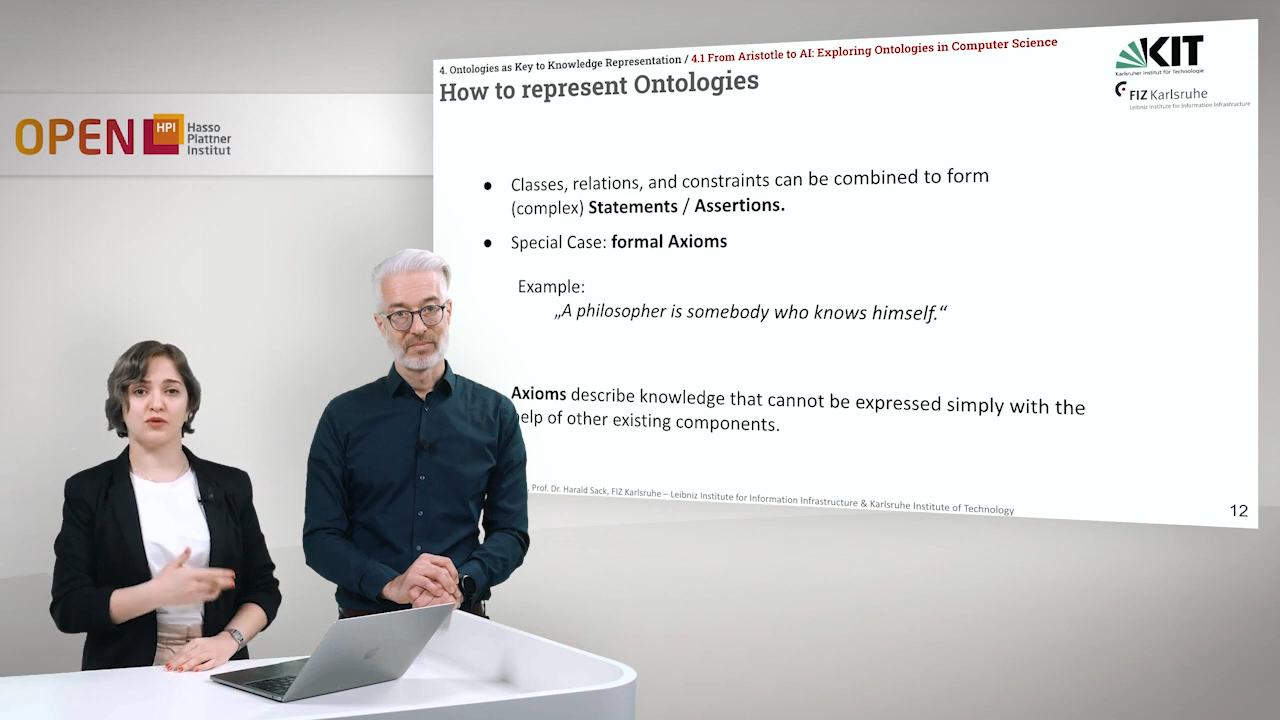 4. Ontologies as Key to Knowledge Representation / 4.1 From Aristotle to AI: Exploring Ontologies in Computer Science
How to represent Ontologies
KIT
Karlsruher Institut für Technologie
FIZ Karlsruhe
Leibniz Institute for Information Infrastructure
OPEN HPI Hasso
Plattner
Institut
● Classes, relations, and constraints can be combined to form
(complex) Statements / Assertions.
● Special Case: formal Axioms
Example:
„A philosopher is somebody who knows himself.“
Axioms describe knowledge that cannot be expressed simply with the
elp of other existing components.
, Prof. Dr. Harald Sack, FIZ Karlsruhe – Leibniz Institute for Information Infrastructure & Karlsruhe Institute of Technology
12